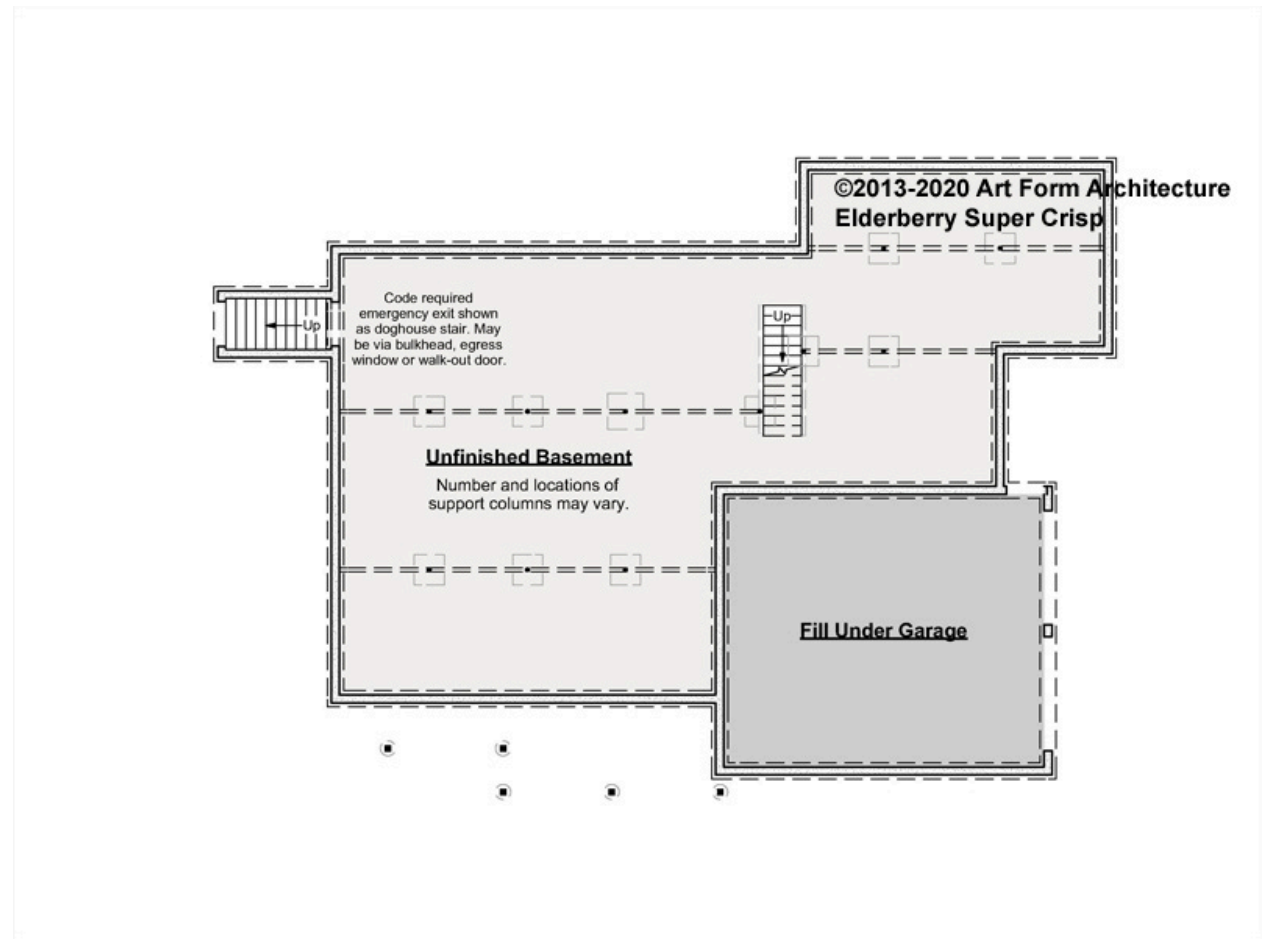 ©2013-2020 Art Form Architecture
Elderberry Super Crisp
Code required
emergency exit shown
as doghouse stair. May
be via bulkhead, egress
window or walk-out door.
Up
Up
Unfinished Basement
Number and locations of
support columns may vary.
Fill Under Garage